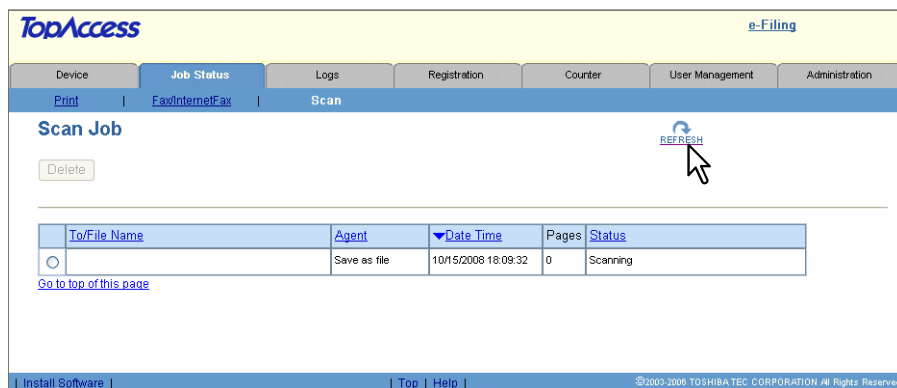 TopAccess
e-Filing
Device Job Status Logs Registration Counter User Management Administration
Print | Fax/InternetFax | Scan
Scan Job
REFRESH
Delete
To/File Name Agent ▼Date Time Pages Status
Save as file 10/15/2008 18:09:32 0 Scanning
Go to top of this page
| Install Software | | Top | Help | ©2003-2006 TOSHIBA TEC CORPORATION All Rights Reserve